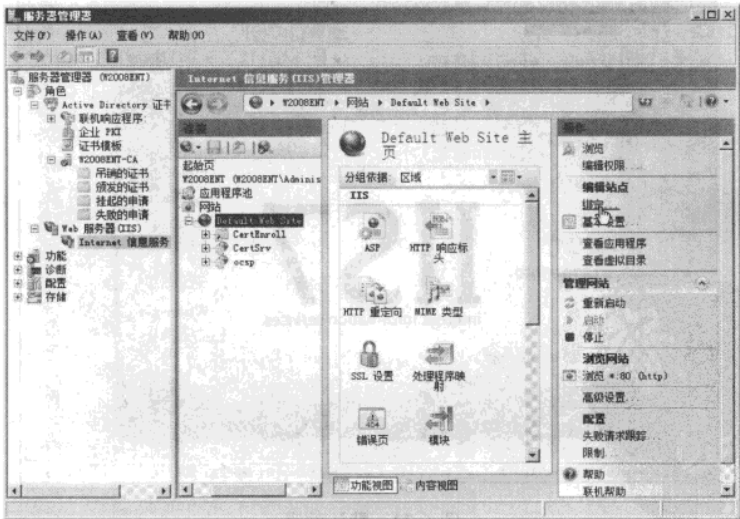 服务器管理器
文件(F) 操作(A) 查看(V) 帮助(H)
服务器管理器 (W2008ENT)
角色
Active Directory 证书
联机响应程序
企业 PKI
证书模板
W2008ENT-CA
吊销的证书
颁发的证书
挂起的申请
失败的申请
Web 服务器(IIS)
Internet 信息服务
功能
诊断
配置
存储
Internet 信息服务(IIS)管理器
W2008ENT 网站 Default Web Site
连接
起始页
W2008ENT (W2008ENT\Adminis
应用程序池
网站
Default Web Site
CertEnroll
CertSrv
ocsp
Default Web Site 主页
分组依据: 区域
IIS
ASP
HTTP 响应标头
HTTP 重定向
MIME 类型
SSL 设置
处理程序映射
错误页
模块
功能视图
内容视图
操作
浏览
编辑权限...
编辑站点
绑定...
基本设置...
查看应用程序
查看虚拟目录
管理网站
重新启动
启动
停止
浏览网站
浏览 *:80 (http)
高级设置...
配置
失败请求跟踪...
限制...
帮助
联机帮助